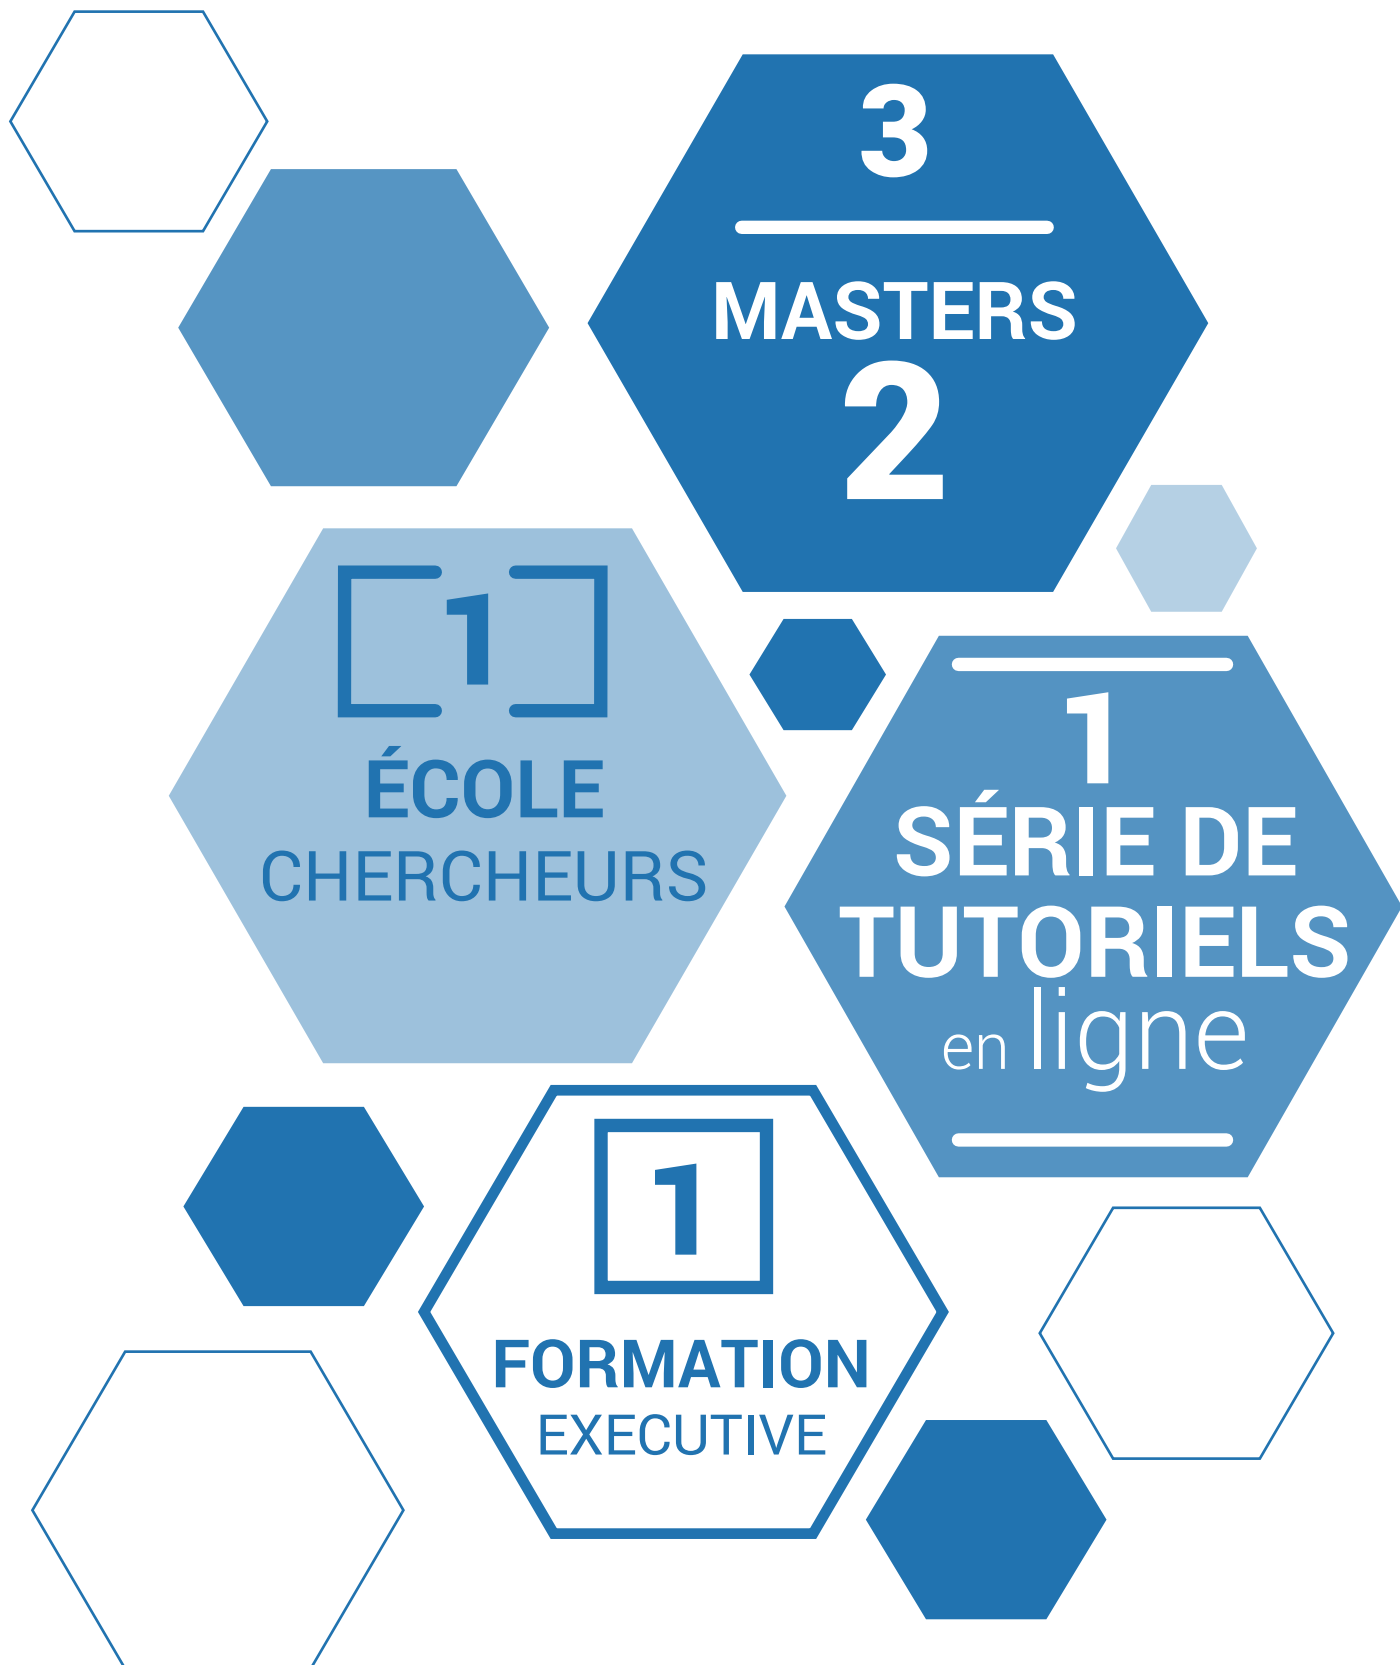 3
MASTERS
2
1
ÉCOLE
CHERCHEURS
1
SÉRIE DE
TUTORIELS
en ligne
1
FORMATION
EXECUTIVE